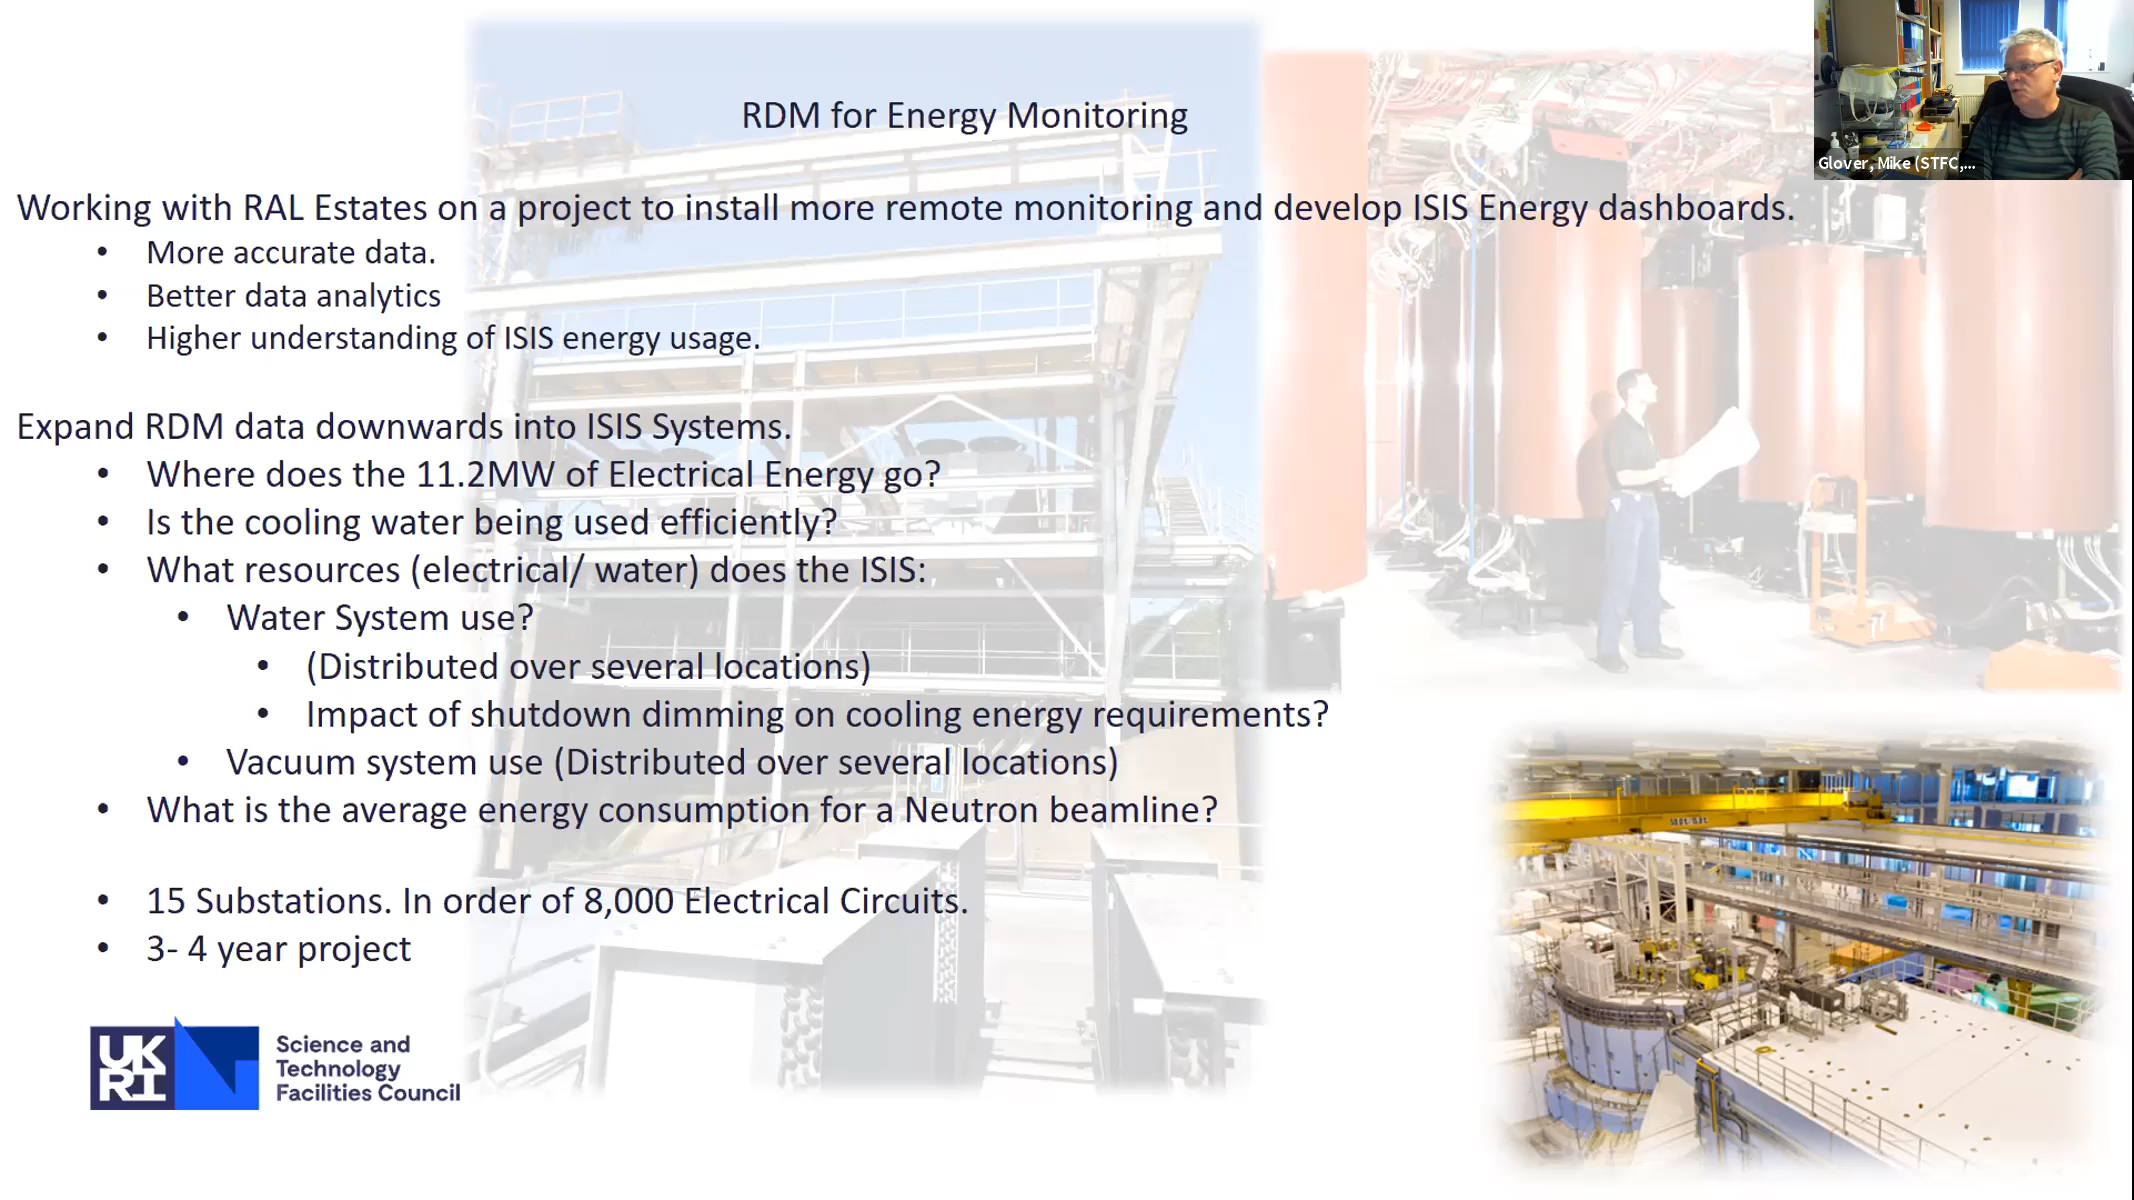 RDM for Energy Monitoring
Glover, Mike (STFC,...
Working with RAL Estates on a project to install more remote monitoring and develop ISIS Energy dashboards.
• More accurate data.
• Better data analytics
• Higher understanding of ISIS energy usage.
Expand RDM data downwards into ISIS Systems.
• Where does the 11.2MW of Electrical Energy go?
• Is the cooling water being used efficiently?
• What resources (electrical/ water) does the ISIS:
• Water System use?
• (Distributed over several locations)
• Impact of shutdown dimming on cooling energy requirements?
• Vacuum system use (Distributed over several locations)
• What is the average energy consumption for a Neutron beamline?
• 15 Substations. In order of 8,000 Electrical Circuits.
• 3- 4 year project
UK
RI
Science and
Technology
Facilities Council